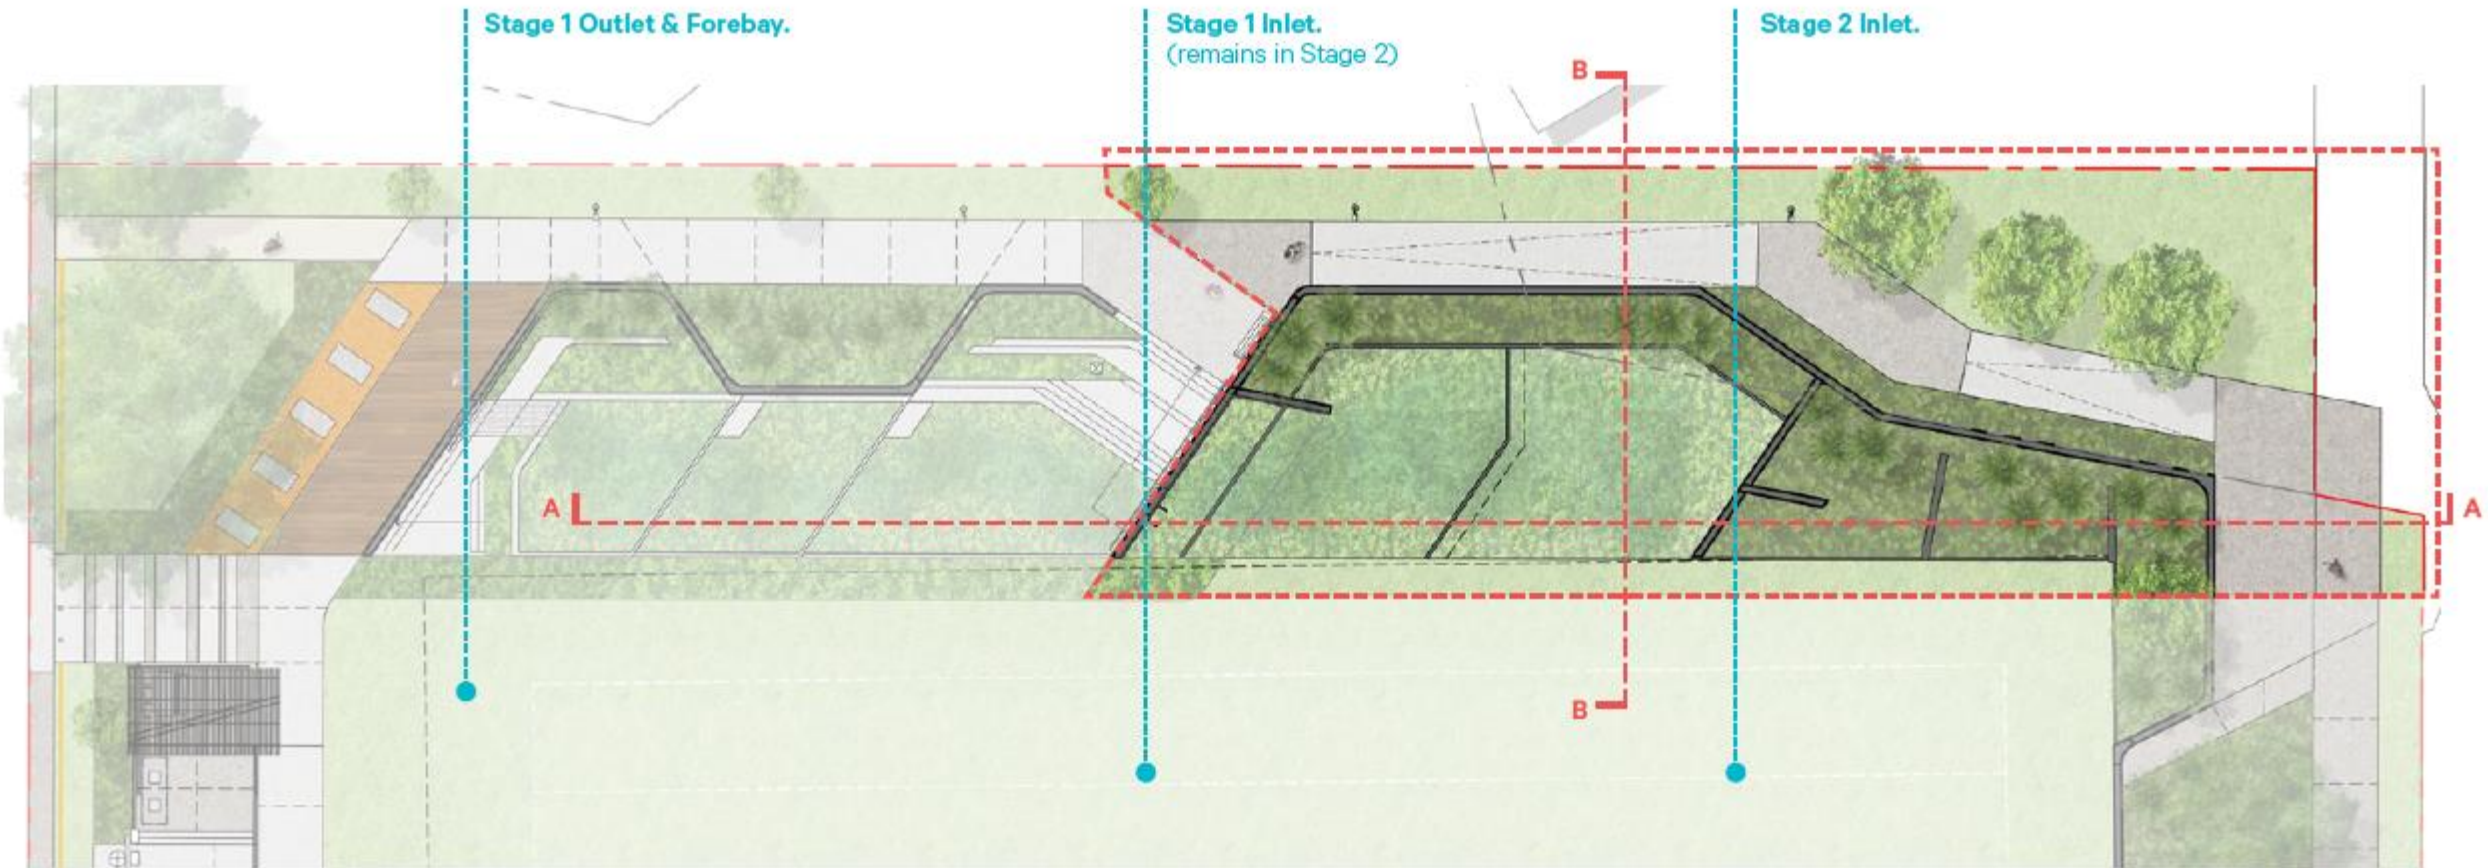 Stage 1 Outlet & Forebay.
Stage 1 Inlet.
(remains in Stage 2)
Stage 2 Inlet.
B
A
A
B